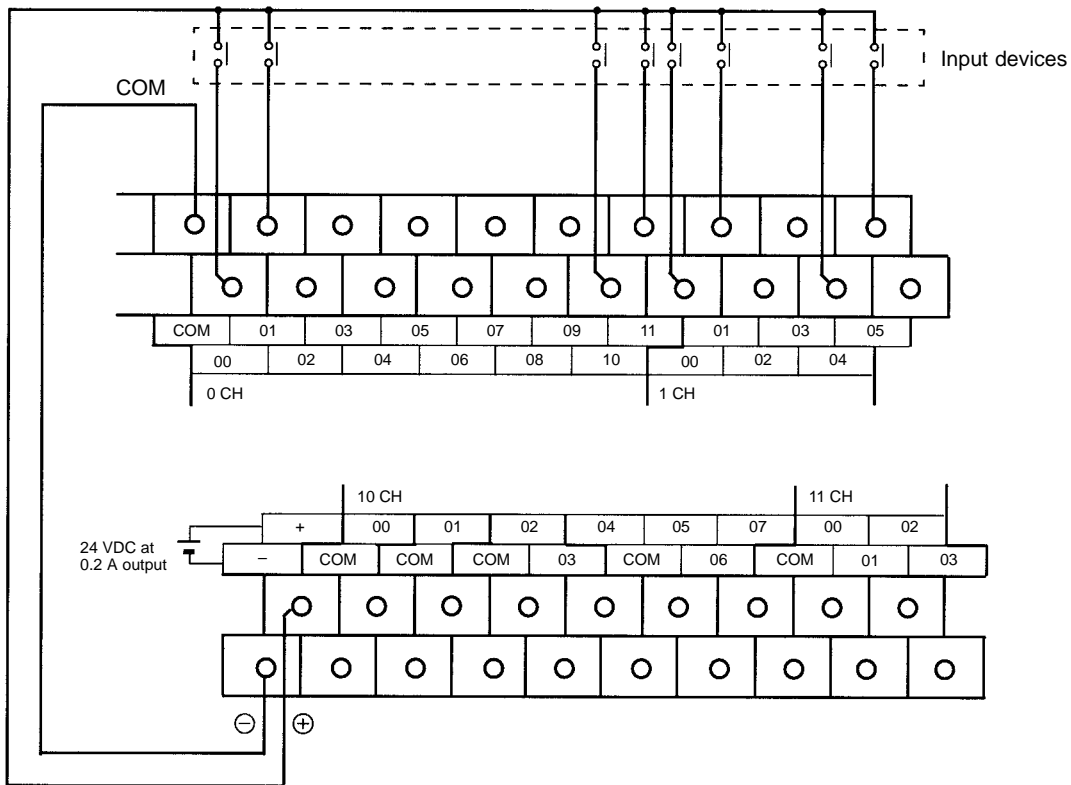 Input devices
COM
COM 01 03 05 07 09 11 01 03 05
00 02 04 06 08 10 00 02 04
0 CH 1 CH
10 CH 11 CH
+ 00 01 02 04 05 07 00 02
24 VDC at
0.2 A output
− COM COM COM 03 COM 06 COM 01 03
⊖ ⊕